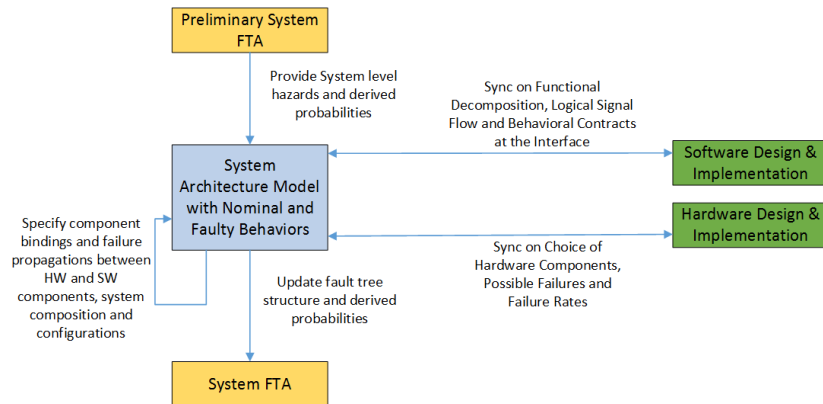 Preliminary System
FTA
Provide System level
hazards and derived
probabilities
Sync on Functional
Decomposition, Logical Signal
Flow and Behavioral Contracts
at the Interface
System
Architecture Model
with Nominal and
Faulty Behaviors
Software Design &
Implementation
Hardware Design &
Implementation
Specify component
bindings and failure
propagations between
HW and SW
components, system
composition and
configurations
Sync on Choice of
Hardware Components,
Possible Failures and
Failure Rates
Update fault tree
structure and derived
probabilities
System FTA